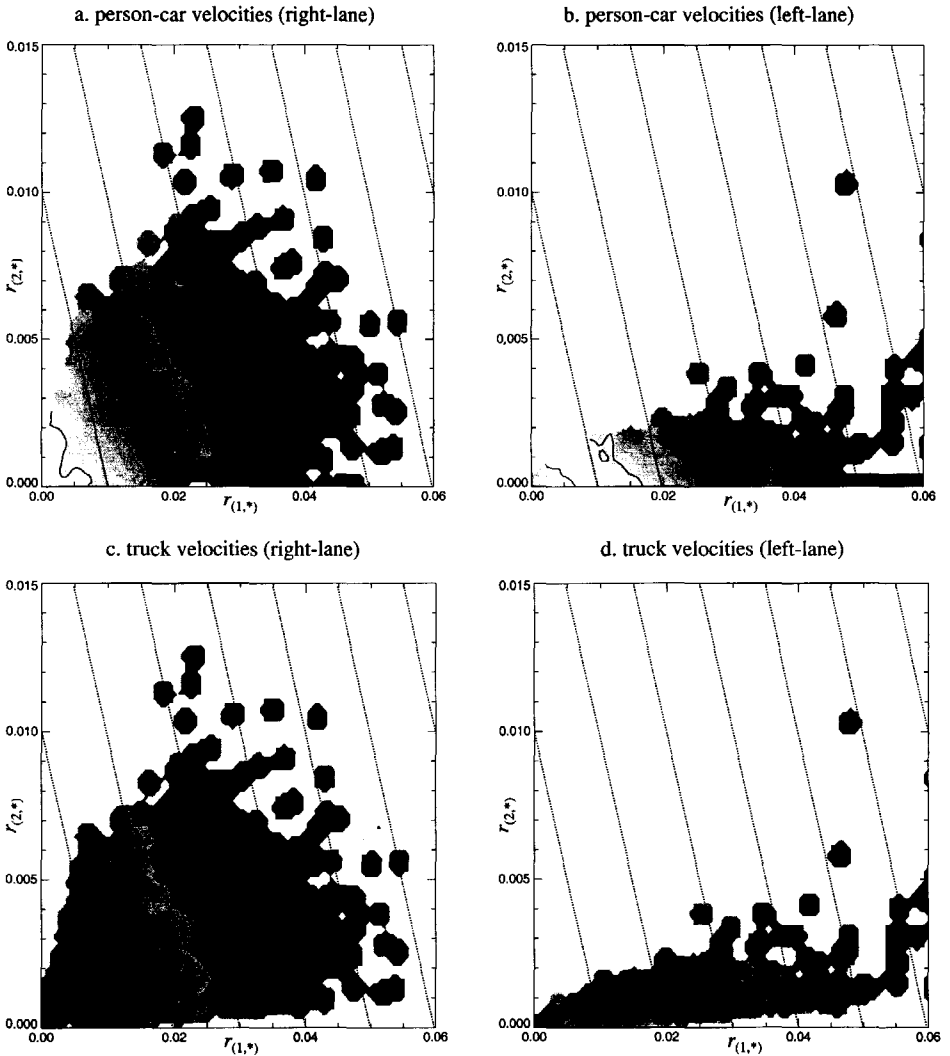 a. person-car velocities (right-lane)
b. person-car velocities (left-lane)
0.015
0.010
0.005
0.000
r(2,*]
0.00
0.02
0.04
0.06
r(1,*)
0.015
0.010
0,005
0.000
r(2,*)
0.00
0.02
0.04
0.06
r(1,*)
c. truck velocities (right-lane)
d. truck velocities (left-lane)
0.015
0.010
0.005
0.000
r(2,*)
0.00
0.02
0.04
0.06
r(1,*)
0.015
0.010
0.005
0.000
r(2,*)
0.00
0.02
0.04
0.06
r(1,*)